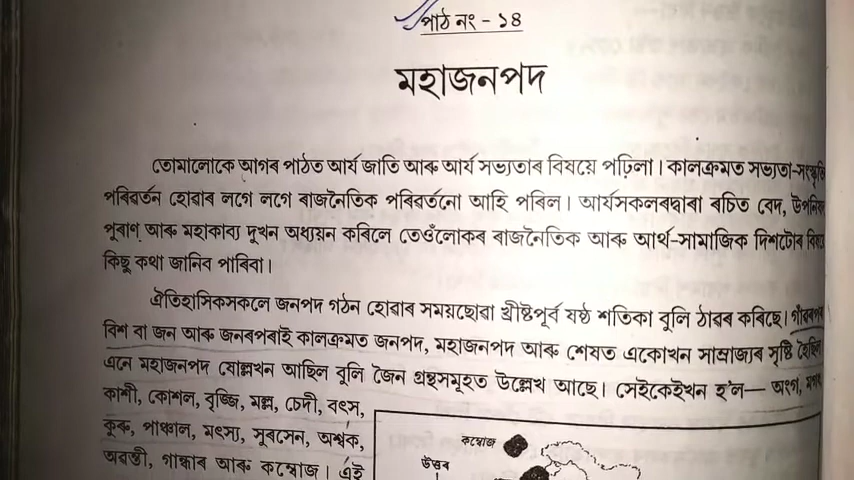 পাঠ নং - ১৪
মহাজনপদ
তোমালোকে আগৰ পাঠত আৰ্য জাতি আৰু আৰ্য সভ্যতাৰ বিষয়ে পঢ়িলা। কালক্ৰমত সভ্যতা-সংস্কৃতি
পৰিৱৰ্তন হোৱাৰ লগে লগে ৰাজনৈতিক পৰিৱৰ্তনো আহি পৰিল। আৰ্যসকলৰদ্বাৰা ৰচিত বেদ,
পুৰাণ আৰু মহাকাব্য দুখন অধ্যয়ন কৰিলে তেওঁলোকৰ ৰাজনৈতিক আৰু আৰ্থ-সামাজিক দিশটোৰ
কিছু কথা জানিব পাৰিবা।
ঐতিহাসিকসকলে জনপদ গঠন হোৱাৰ সময়ছোৱা খ্ৰীষ্টপূৰ্ব ষষ্ঠ শতিকা বুলি ঠাৱৰ কৰিছে।
বিশ বা জন আৰু জনৰপৰাই কালক্ৰমত জনপদ, মহাজনপদ আৰু শেষত একোখন সাম্ৰাজ্যৰ সৃষ্টি হৈছিল
এনে মহাজনপদ ষোল্লখন আছিল বুলি জৈন গ্ৰন্থসমূহত উল্লেখ আছে। সেইকেইখন হ'ল— অংগ, মগধ
কাশী, কোশল, বৃজ্জি, মল্ল, চেদী, বৎস,
কুৰু, পাঞ্চাল, মৎস্য, সুৰসেন, অশ্বক,
অৱন্তী, গান্ধাৰ আৰু কম্বোজ। এই
কম্বোজ
উত্তৰ